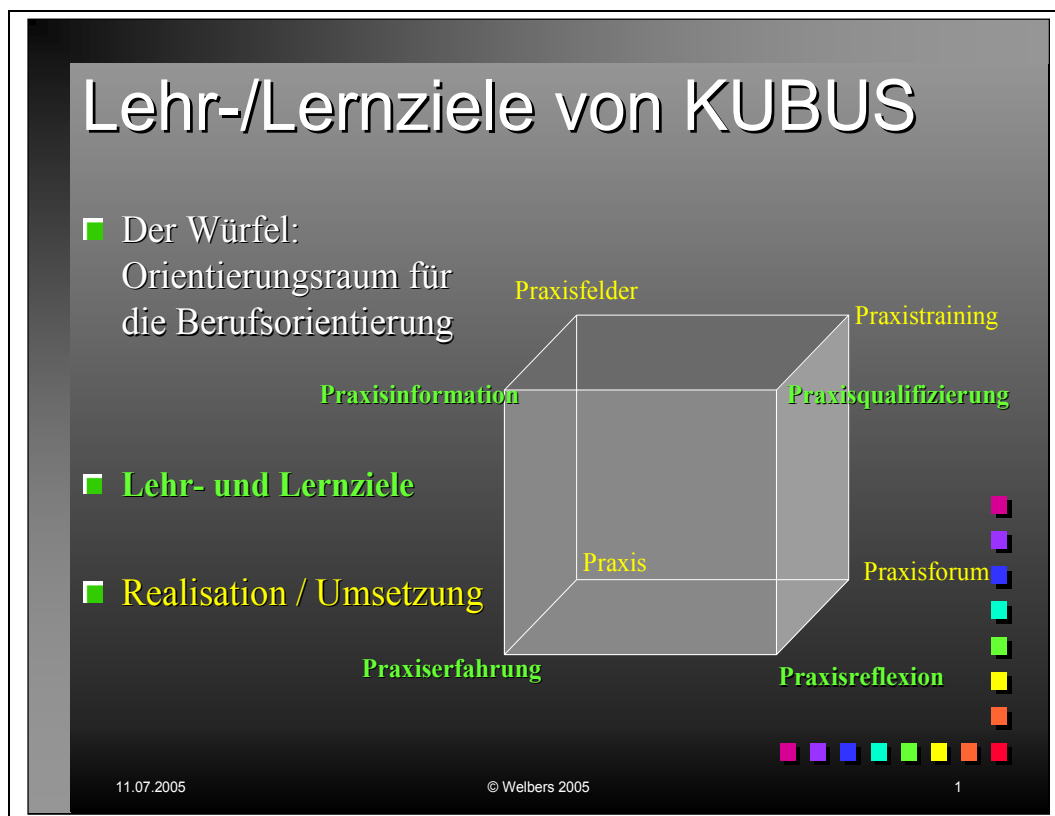 Lehr-/Lernziele von KUBUS
Der Würfel:
Orientierungsraum für
die Berufsorientierung
Praxisfelder
Praxistraining
Praxisinformation
Praxisqualifizierung
Lehr- und Lernziele
Praxis
Praxisforum
Realisation / Umsetzung
Praxiserfahrung
Praxisreflexion
11.07.2005
© Welbers 2005
1